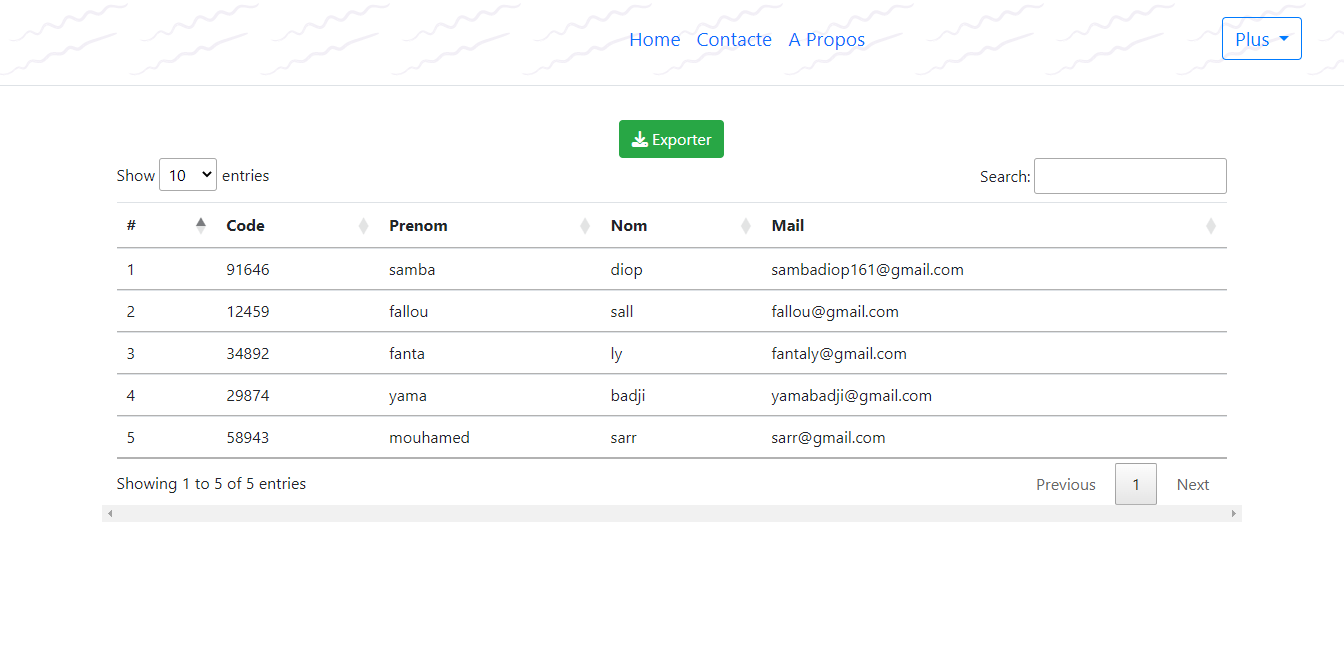 Home Contacte A Propos Plus
Exporter
Show 10 entries Search:
# Code Prenom Nom Mail
1 91646 samba diop sambadiop161@gmail.com
2 12459 fallou sall fallou@gmail.com
3 34892 fanta ly fantaly@gmail.com
4 29874 yama badji yamabadji@gmail.com
5 58943 mouhamed sarr sarr@gmail.com
Showing 1 to 5 of 5 entries Previous 1 Next